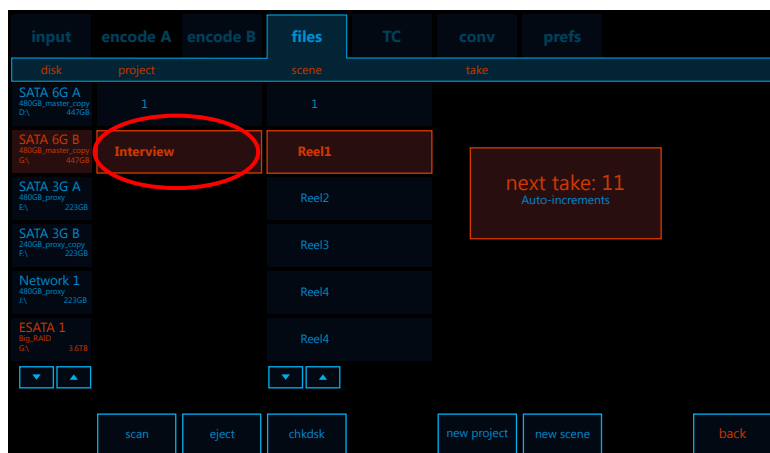 input encode A encode B files TC conv prefs
disk project scene take
SATA 6G A
480GB_master_copy
D:\ 447GB
1
1
SATA 6G B
480GB_master_copy
G:\ 447GB
Interview
Reel1
next take: 11
Auto-increments
SATA 3G A
480GB_proxy
E:\ 223GB
Reel2
SATA 3G B
240GB_proxy_copy
F:\ 223GB
Reel3
Network 1
480GB_proxy
J:\ 223GB
Reel4
ESATA 1
Big_RAID
G:\ 3.6TB
Reel4
scan eject chkdsk new project new scene back